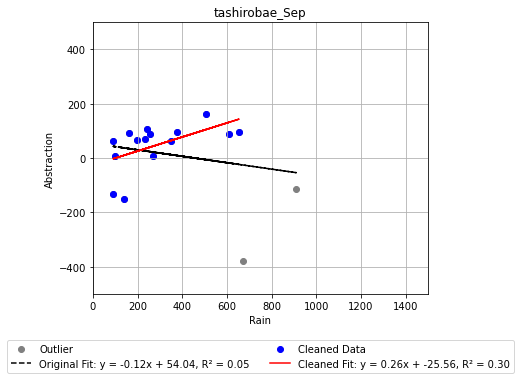 tashirobae_Sep
Abstraction
400
200
0
−200
−400
0 200 400 600 800 1000 1200 1400
Rain
Outlier Cleaned Data
Original Fit: y = -0.12x + 54.04, R² = 0.05 Cleaned Fit: y = 0.26x + -25.56, R² = 0.30